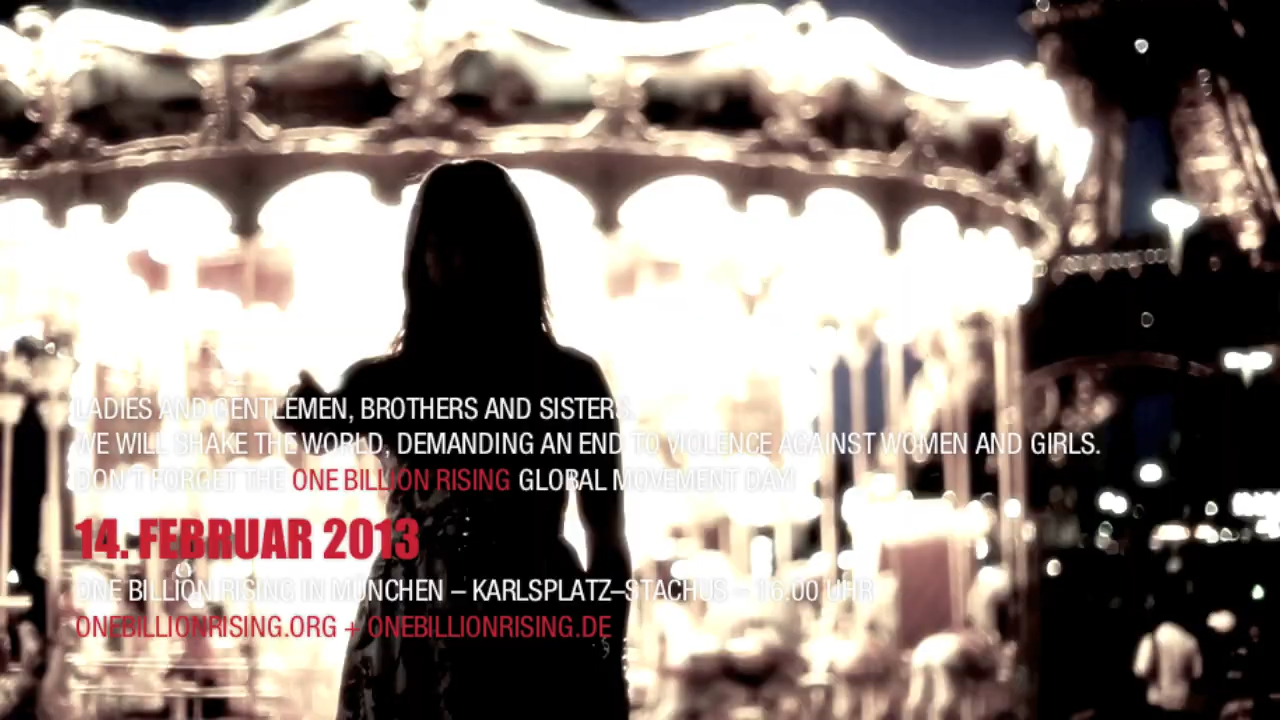 LADIES AND GENTLEMEN, BROTHERS AND SISTERS.
WE WILL SHAKE THE WORLD, DEMANDING AN END TO VIOLENCE AGAINST WOMEN AND GIRLS.
DON'T FORGET THE ONE BILLION RISING GLOBAL MOVEMENT DAY!
14. FEBRUAR 2013
ONE BILLION RISING IN MÜNCHEN – KARLSPLATZ–STACHUS – 16.00 UHR
ONEBILLIONRISING.ORG + ONEBILLIONRISING.DE